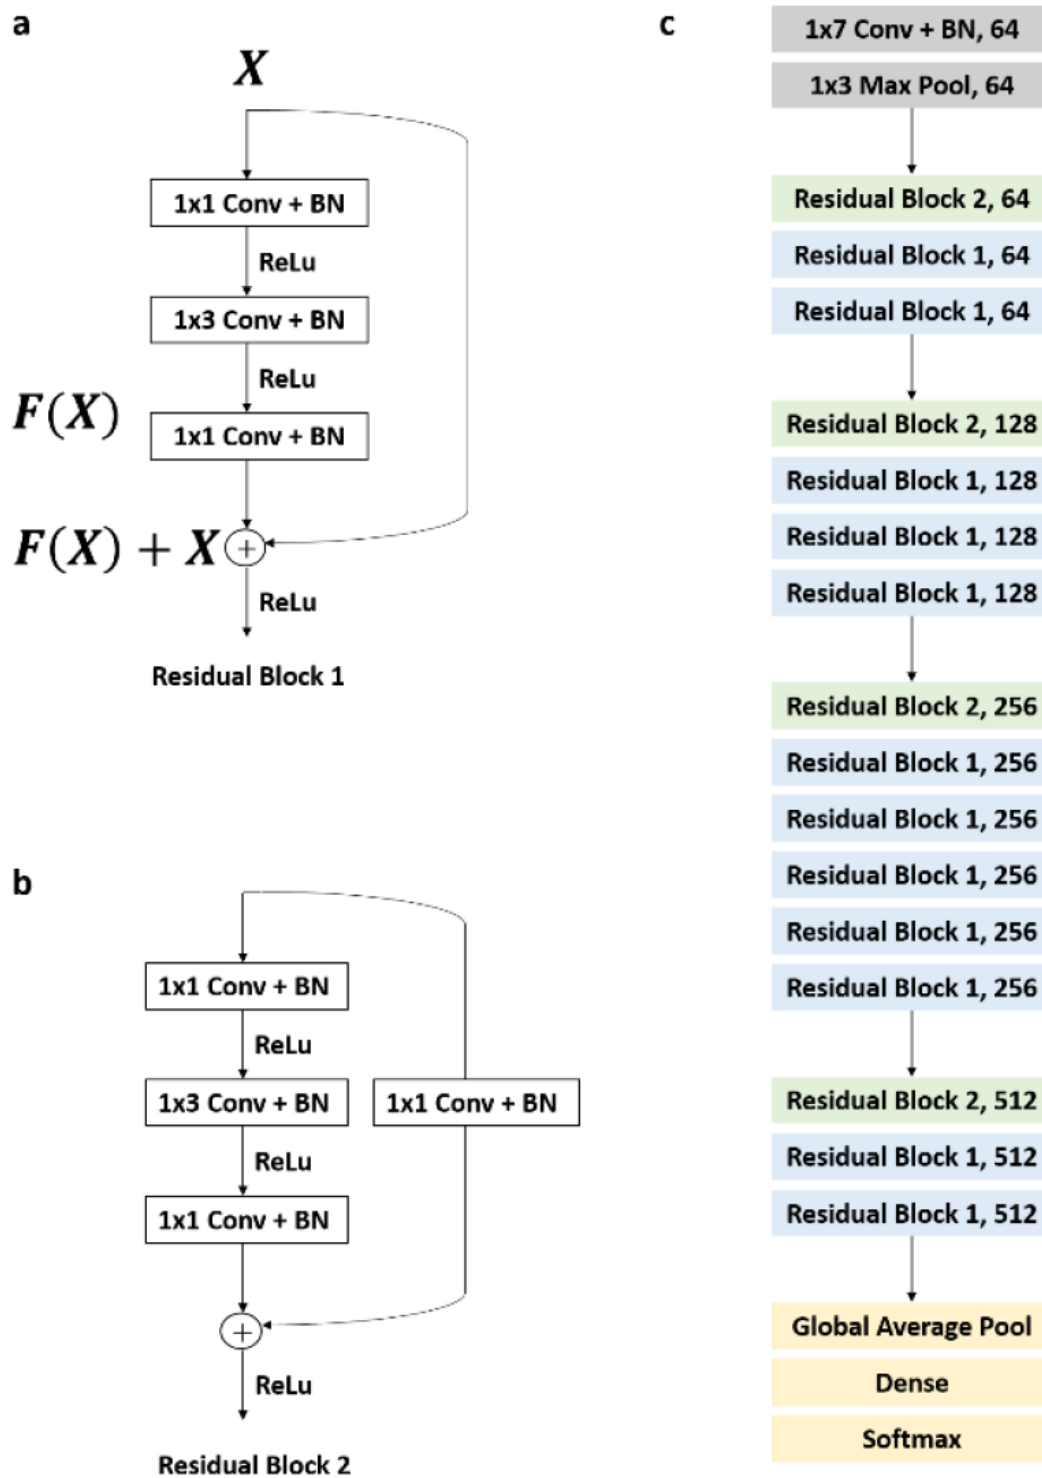 a
X
1x1 Conv + BN
ReLu
1x3 Conv + BN
ReLu
F(X)
1x1 Conv + BN
F(X) + X
+
ReLu
Residual Block 1
b
1x1 Conv + BN
ReLu
1x3 Conv + BN
1x1 Conv + BN
ReLu
1x1 Conv + BN
+
ReLu
Residual Block 2
c
1x7 Conv + BN, 64
1x3 Max Pool, 64
Residual Block 2, 64
Residual Block 1, 64
Residual Block 1, 64
Residual Block 2, 128
Residual Block 1, 128
Residual Block 1, 128
Residual Block 1, 128
Residual Block 2, 256
Residual Block 1, 256
Residual Block 1, 256
Residual Block 1, 256
Residual Block 1, 256
Residual Block 1, 256
Residual Block 2, 512
Residual Block 1, 512
Residual Block 1, 512
Global Average Pool
Dense
Softmax